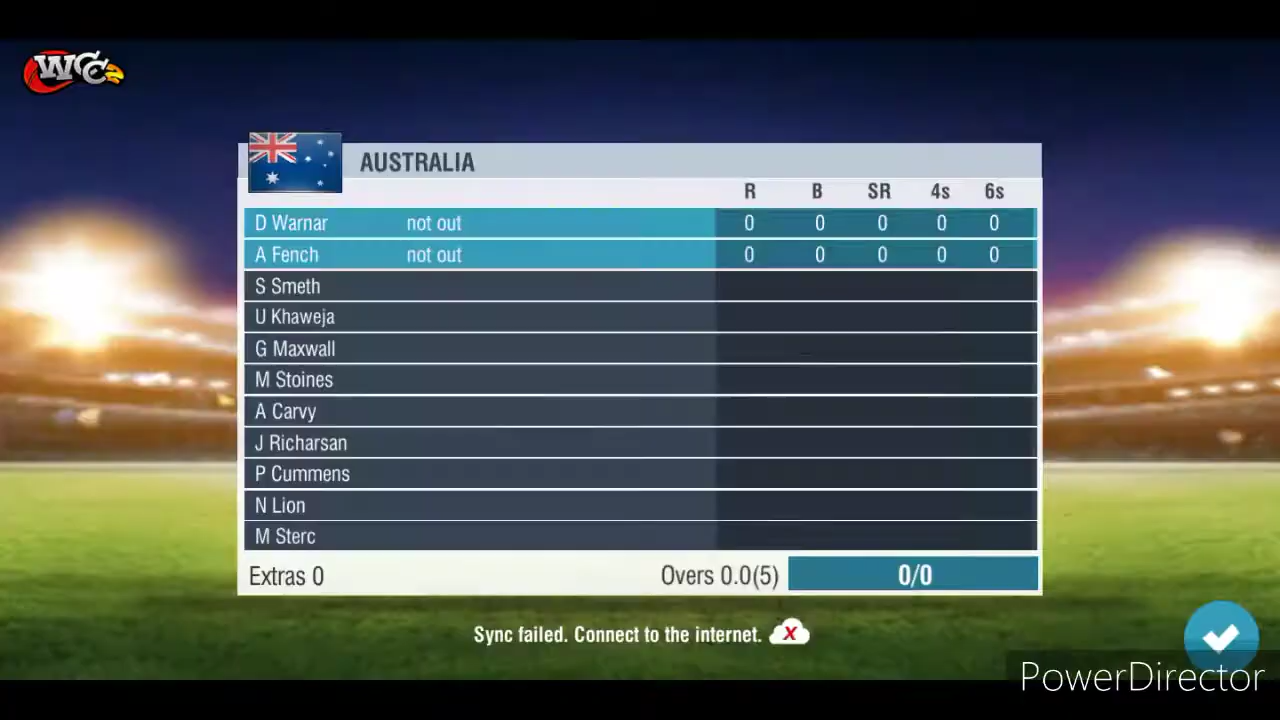 WCC
AUSTRALIA
R B SR 4s 6s
D Warnar not out 0 0 0 0 0
A Fench not out 0 0 0 0 0
S Smeth
U Khaweja
G Maxwall
M Stoines
A Carvy
J Richarsan
P Cummens
N Lion
M Sterc
Extras 0 Overs 0.0(5) 0/0
Sync failed. Connect to the internet. X
PowerDirector